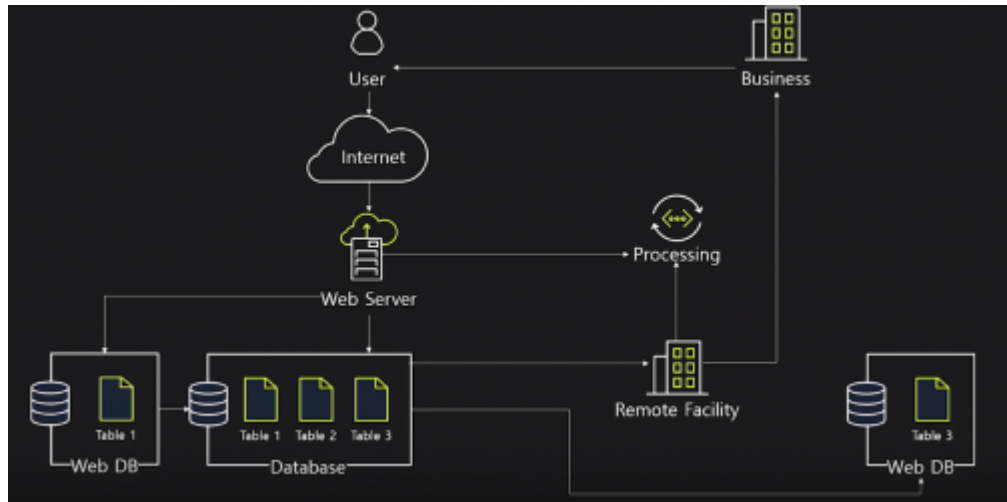 User
Business
Internet
Processing
Web Server
Remote Facility
Table 1
Table 1
Table 2
Table 3
Table 3
Web DB
Database
Web DB